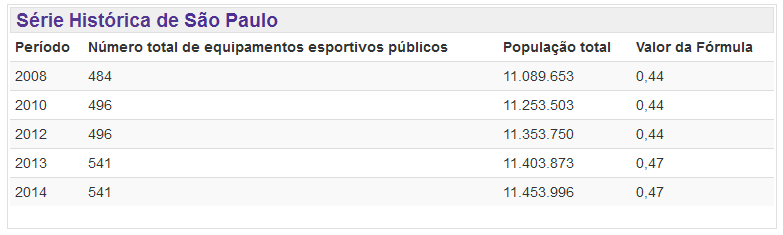 Série Histórica de São Paulo
Período Número total de equipamentos esportivos públicos População total Valor da Fórmula
2008 484 11.089.653 0,44
2010 496 11.253.503 0,44
2012 496 11.353.750 0,44
2013 541 11.403.873 0,47
2014 541 11.453.996 0,47